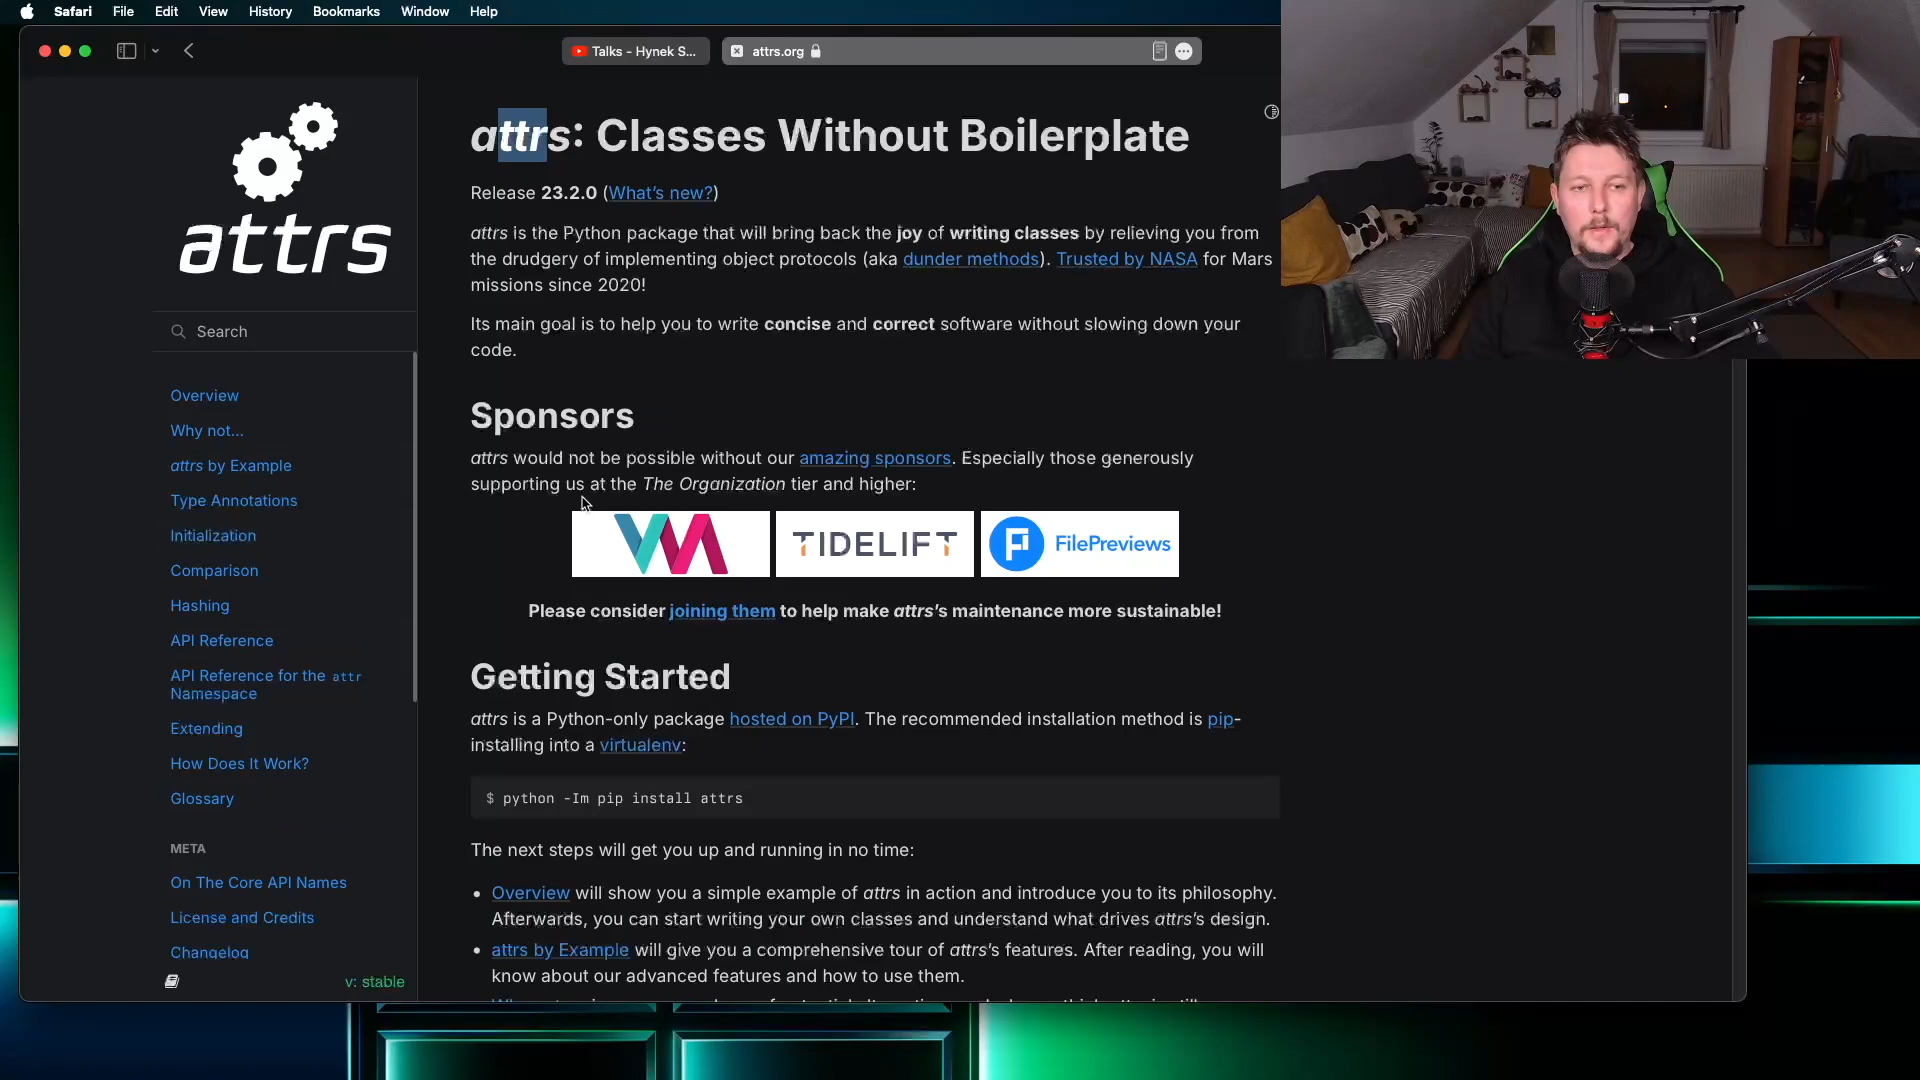 Safari File Edit View History Bookmarks Window Help
Talks - Hynek S...
attrs.org
attrs
Search
Overview
Why not…
attrs by Example
Type Annotations
Initialization
Comparison
Hashing
API Reference
API Reference for the attr
Namespace
Extending
How Does It Work?
Glossary
META
On The Core API Names
License and Credits
Changelog
v: stable
attrs: Classes Without Boilerplate
Release 23.2.0 (What's new?)
attrs is the Python package that will bring back the joy of writing classes by relieving you from
the drudgery of implementing object protocols (aka dunder methods). Trusted by NASA for Mars
missions since 2020!
Its main goal is to help you to write concise and correct software without slowing down your
code.
Sponsors
attrs would not be possible without our amazing sponsors. Especially those generously
supporting us at the The Organization tier and higher:
VM
TIDELIFT
FilePreviews
Please consider joining them to help make attrs's maintenance more sustainable!
Getting Started
attrs is a Python-only package hosted on PyPI. The recommended installation method is pip-
installing into a virtualenv:
$ python -Im pip install attrs
The next steps will get you up and running in no time:
• Overview will show you a simple example of attrs in action and introduce you to its philosophy.
Afterwards, you can start writing your own classes and understand what drives attrs's design.
• attrs by Example will give you a comprehensive tour of attrs's features. After reading, you will
know about our advanced features and how to use them.